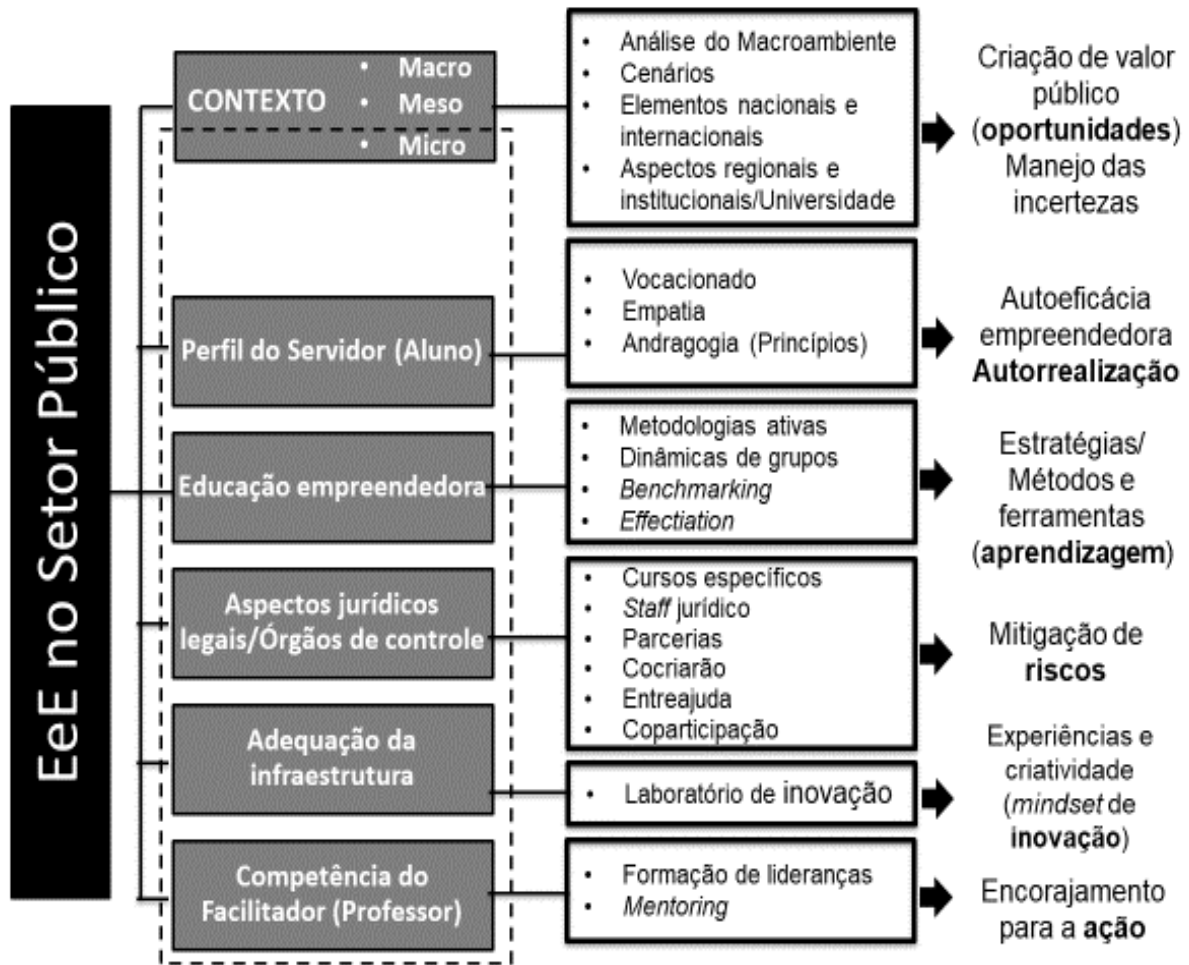 EeE no Setor Público
CONTEXTO
• Macro
• Meso
• Micro
• Análise do Macroambiente
• Cenários
• Elementos nacionais e
internacionais
• Aspectos regionais e
institucionais/Universidade
Criação de valor
público
(oportunidades)
Manejo das
incertezas
Perfil do Servidor (Aluno)
• Vocacionado
• Empatia
• Andragogia (Princípios)
Autoeficácia
empreendedora
Autorrealização
Educação empreendedora
• Metodologias ativas
• Dinâmicas de grupos
• Benchmarking
• Effectiation
Estratégias/
Métodos e
ferramentas
(aprendizagem)
Aspectos jurídicos
legais/Órgãos de controle
• Cursos específicos
• Staff jurídico
• Parcerias
• Cocriarão
• Entreajuda
• Coparticipação
Mitigação de
riscos
Adequação da
infraestrutura
• Laboratório de inovação
Experiências e
criatividade
(mindset de
inovação)
Competência do
Facilitador (Professor)
• Formação de lideranças
• Mentoring
Encorajamento
para a ação